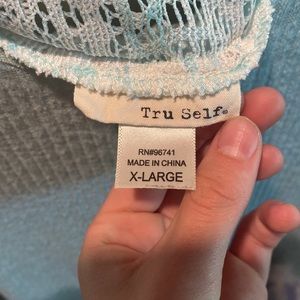 Tru Self®
RN#96741
MADE IN CHINA
X-LARGE